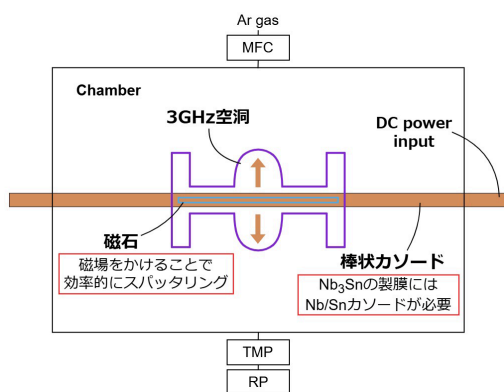 Ar gas
MFC
Chamber
3GHz空洞
DC power
input
磁石
磁場をかけることで
効率的にスパッタリング
棒状カソード
Nb₃Snの製膜には
Nb/Snカソードが必要
TMP
RP